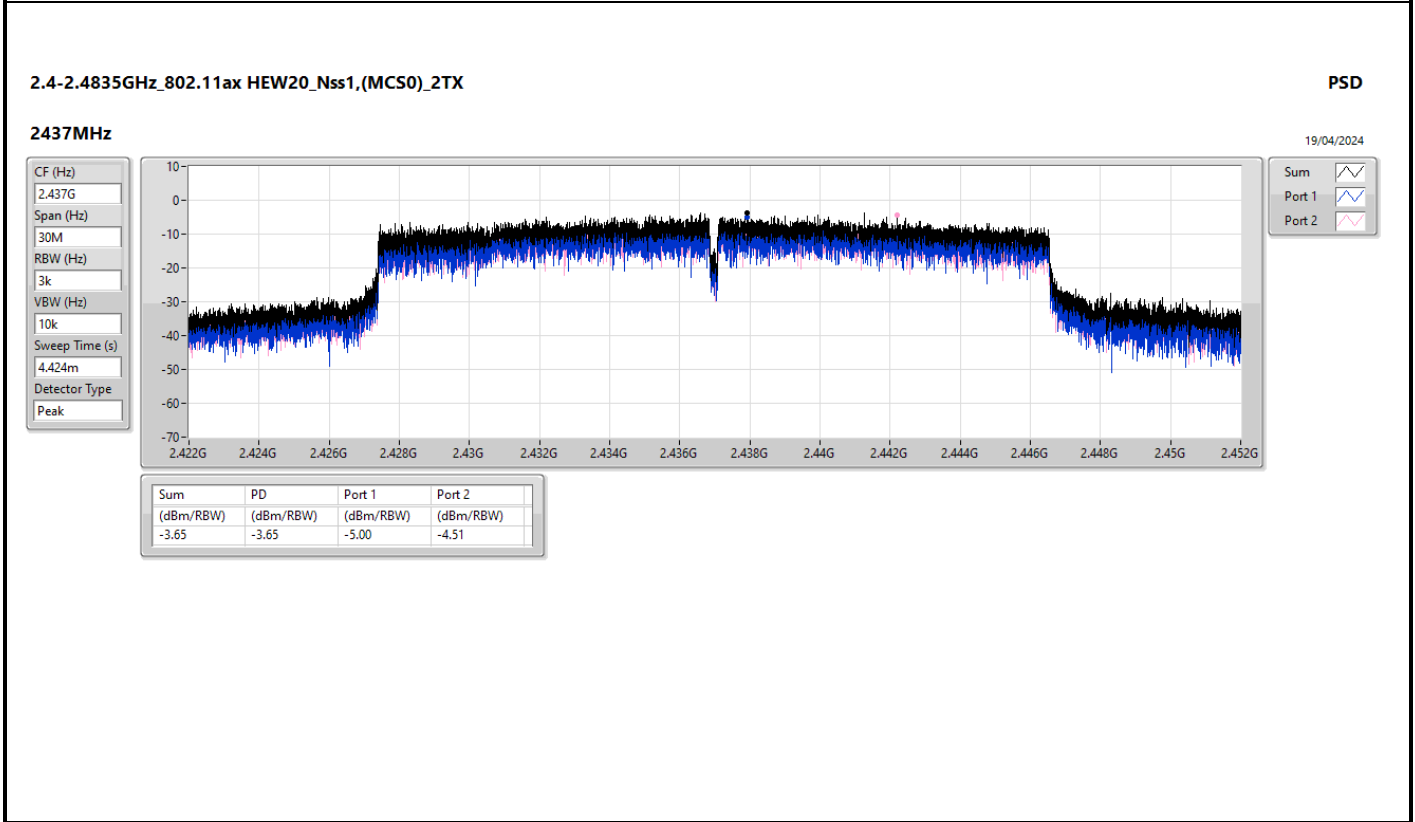 2.4-2.4835GHz_802.11ax HEW20_Nss1,(MCS0)_2TX
PSD
2437MHz
19/04/2024
CF (Hz)
2.437G
Span (Hz)
30M
RBW (Hz)
3k
VBW (Hz)
10k
Sweep Time (s)
4.424m
Detector Type
Peak
10
0
-10
-20
-30
-40
-50
-60
-70
2.422G 2.424G 2.426G 2.428G 2.43G 2.432G 2.434G 2.436G 2.438G 2.44G 2.442G 2.444G 2.446G 2.448G 2.45G 2.452G
Sum
Port 1
Port 2
Sum PD Port 1 Port 2
(dBm/RBW) (dBm/RBW) (dBm/RBW) (dBm/RBW)
-3.65 -3.65 -5.00 -4.51